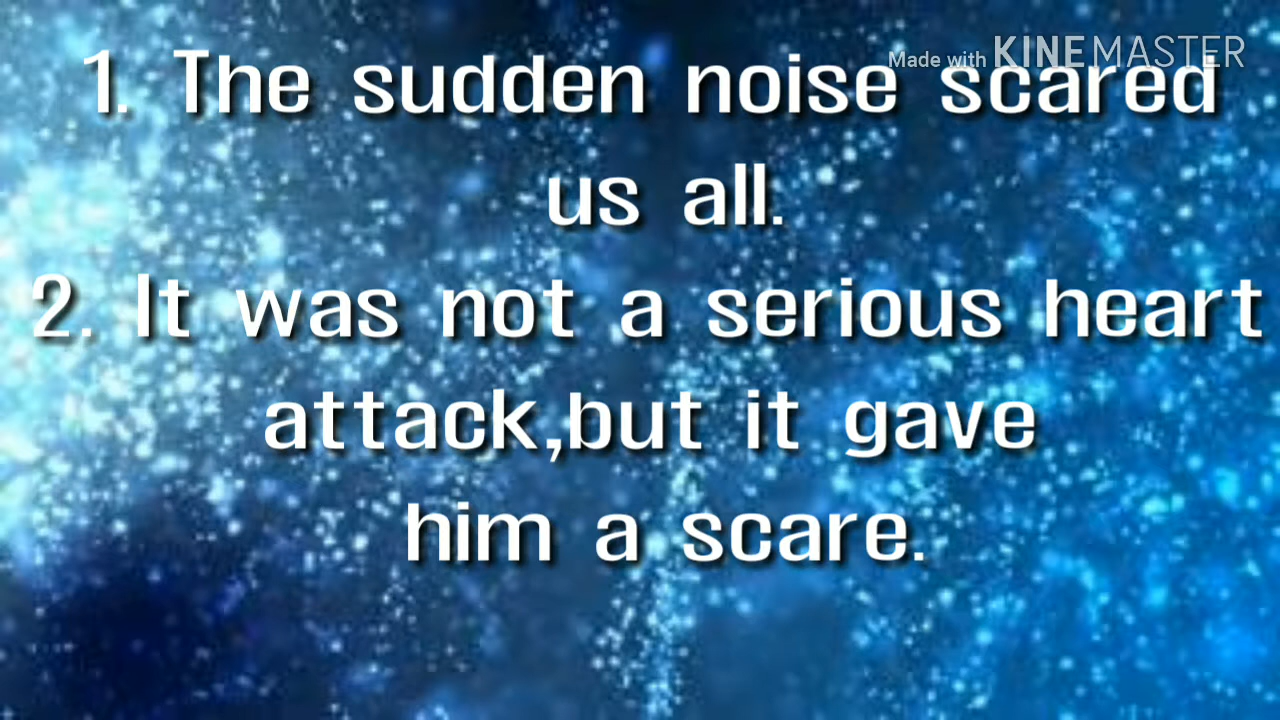 Made with KINEMASTER
1. The sudden noise scared
us all.
2. It was not a serious heart
attack,but it gave
him a scare.